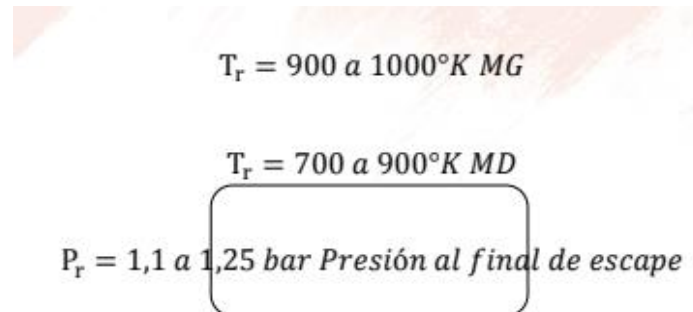 Tr = 900 a 1000°K MG
Tr = 700 a 900°K MD
Pr = 1,1 a 1,25 bar Presión al final de escape